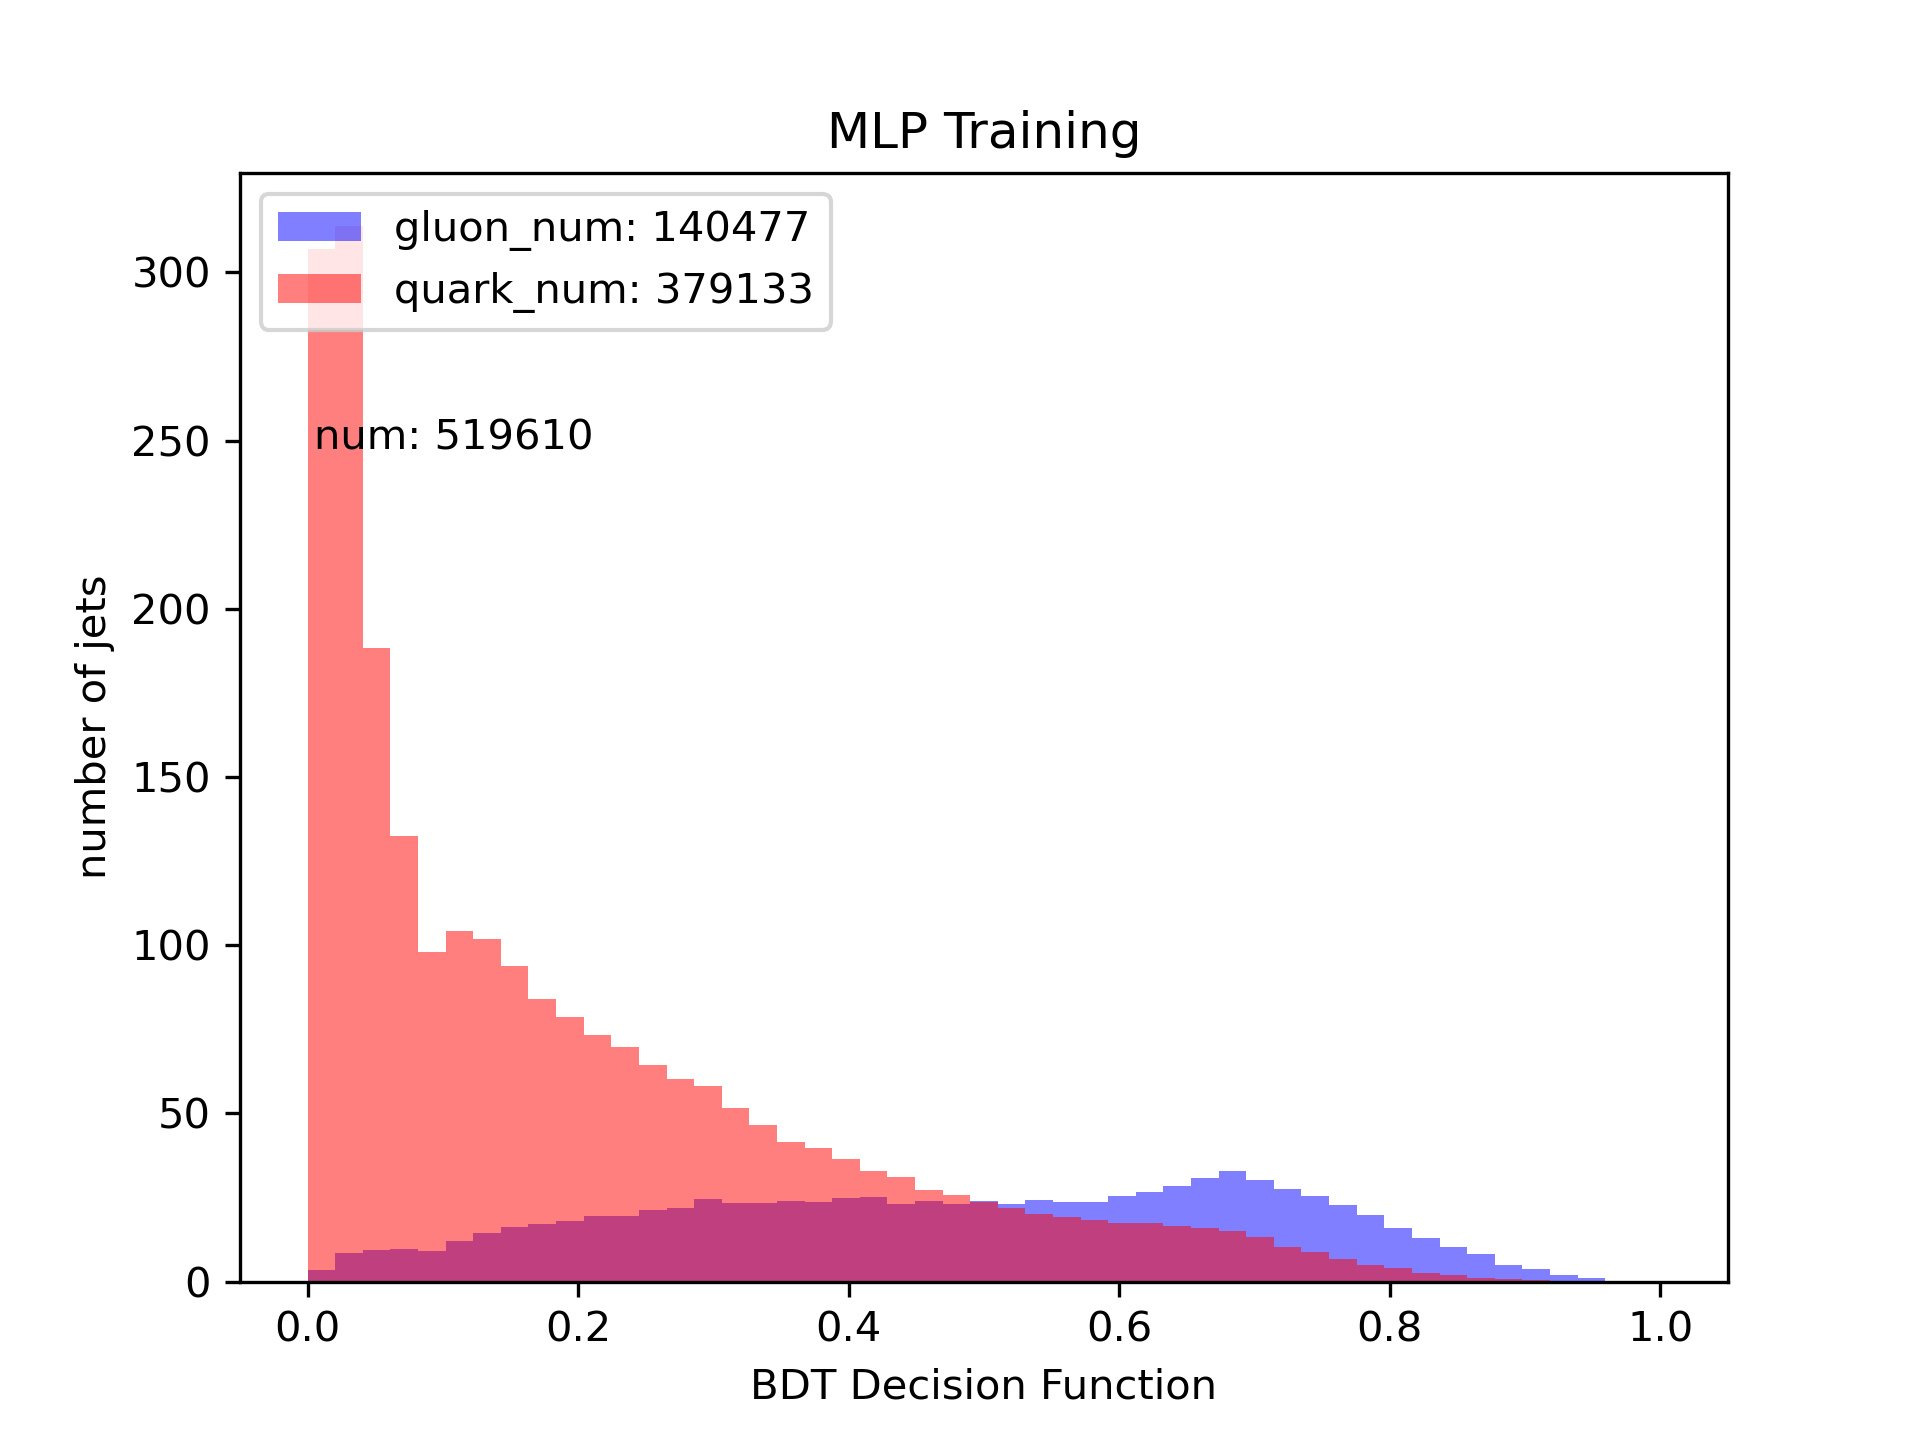 MLP Training
gluon_num: 140477
quark_num: 379133
num: 519610
number of jets
300
250
200
150
100
50
0
0.0 0.2 0.4 0.6 0.8 1.0
BDT Decision Function